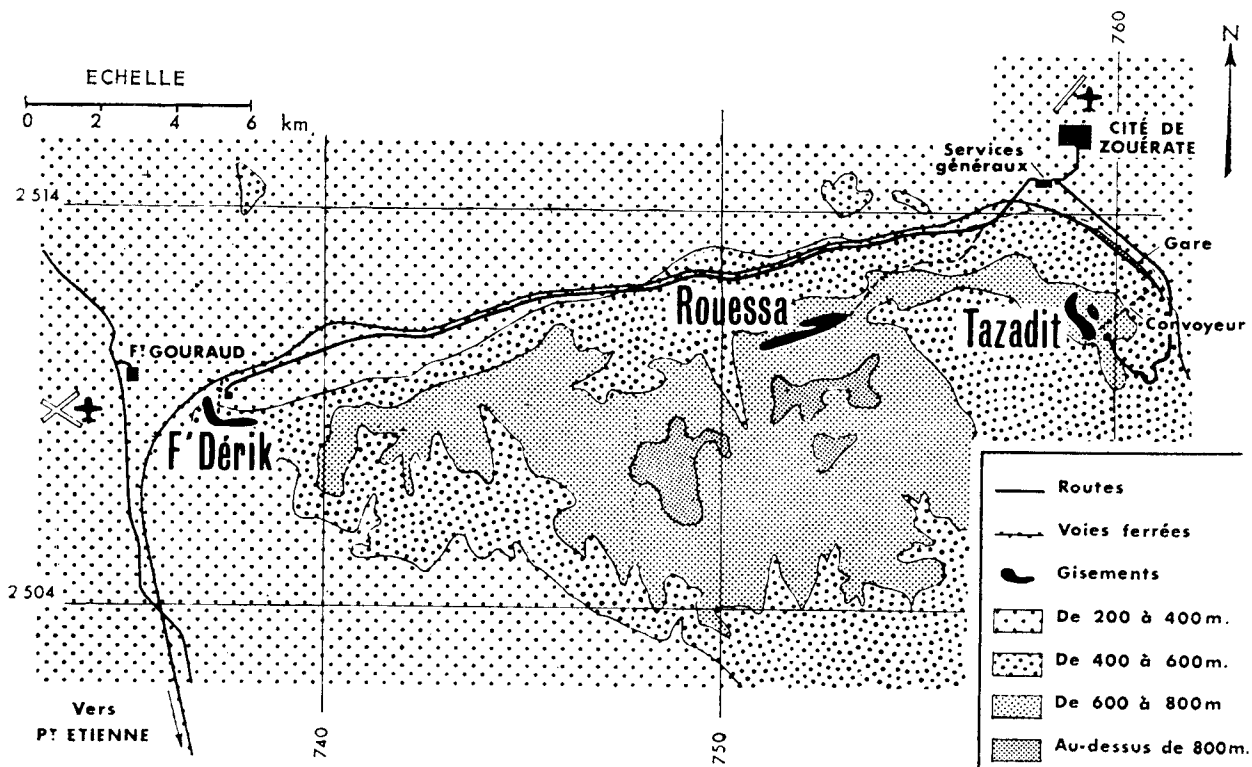 ECHELLE
0 2 4 6 km.
760
N
CITÉ DE
ZOUÉRATE
Services
généraux
2 514
Gare
Rouessa
Tazadit
Convoyeur
Fᵗ GOURAUD
F'Dérik
2 504
Vers
Pᵀ ETIENNE
740
750
Routes
Voies ferrées
Gisements
De 200 à 400m.
De 400 à 600m.
De 600 à 800m
Au-dessus de 800m.